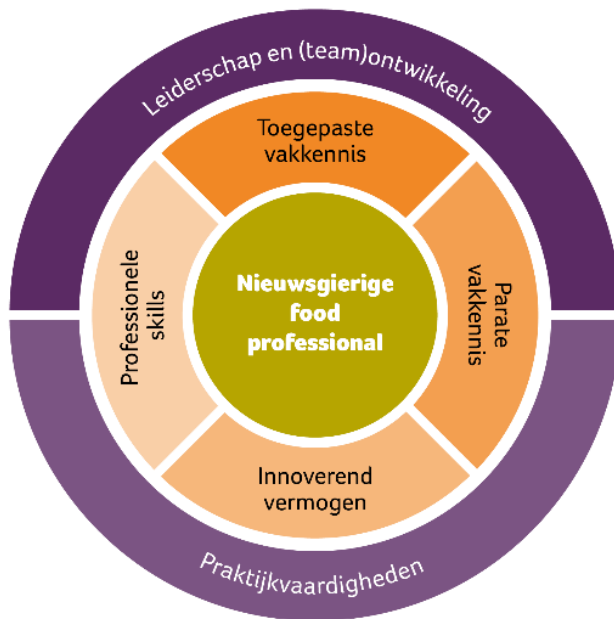 Leiderschap en (team)ontwikkeling
Toegepaste
vakkennis
Professionele
skills
Nieuwsgierige
food
professional
Parate
vakkennis
Innoverend
vermogen
Praktijkvaardigheden